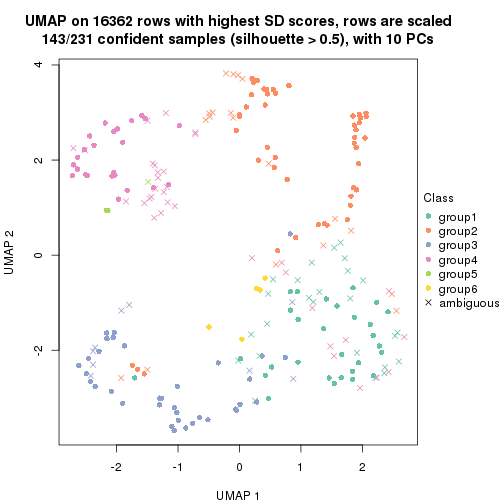 UMAP on 16362 rows with highest SD scores, rows are scaled
143/231 confident samples (silhouette > 0.5), with 10 PCs
4
2
0
-2
UMAP 2
-2
-1
0
1
2
UMAP 1
Class
group1
group2
group3
group4
group5
group6
ambiguous